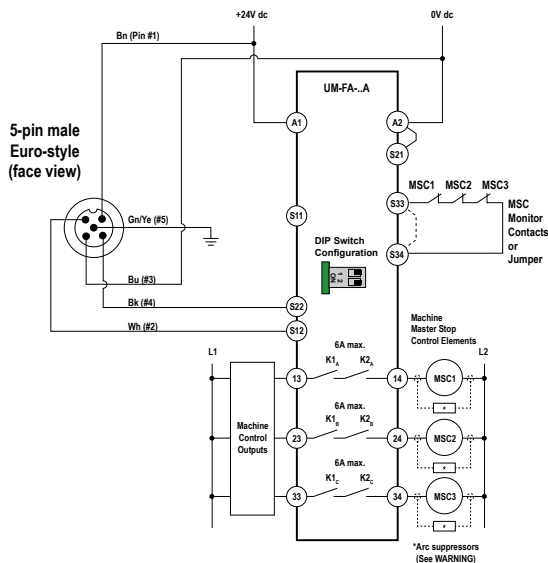 +24V dc
0V dc
Bn (Pin #1)
UM-FA-..A
A1
A2
5-pin male
Euro-style
(face view)
S21
MSC1 MSC2 MSC3
S33
MSC
Monitor
Contacts
or
Jumper
S11
Gn/Ye (#5)
DIP Switch
Configuration
S34
1 2
ON
Bu (#3)
Bk (#4)
S22
Wh (#2)
S12
Machine
Master Stop
Control Elements
L1
L2
6A max.
13
K1A
K2A
14
MSC1
*
6A max.
Machine
Control
Outputs
23
K1B
K2B
24
MSC2
*
6A max.
33
K1C
K2C
34
MSC3
*
*Arc suppressors
(See WARNING)